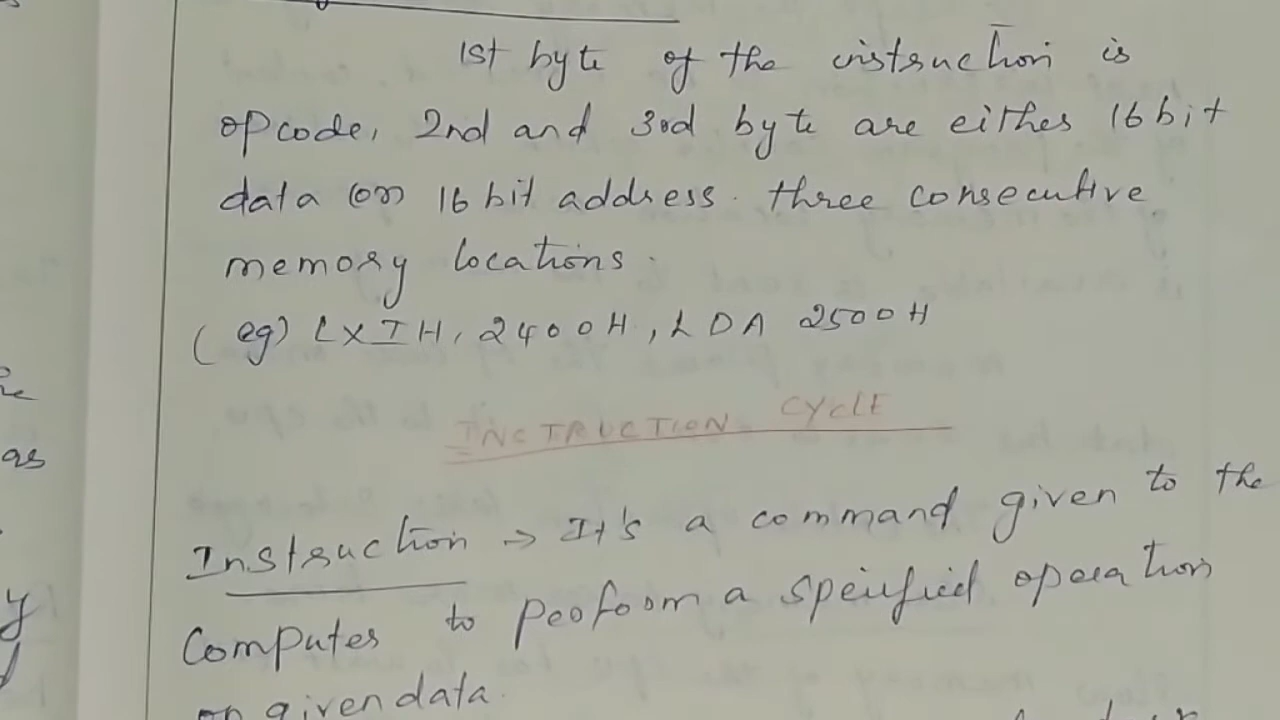 1st byte of the instruction is
opcode, 2nd and 3rd byte are either 16 bit
data (or) 16 bit address. three consecutive
memory locations.
(eg) LXI H, 2400H, LDA 2500H
INSTRUCTION CYCLE
Instruction → It's a command given to the
Computer to perform a specified operation
on given data.